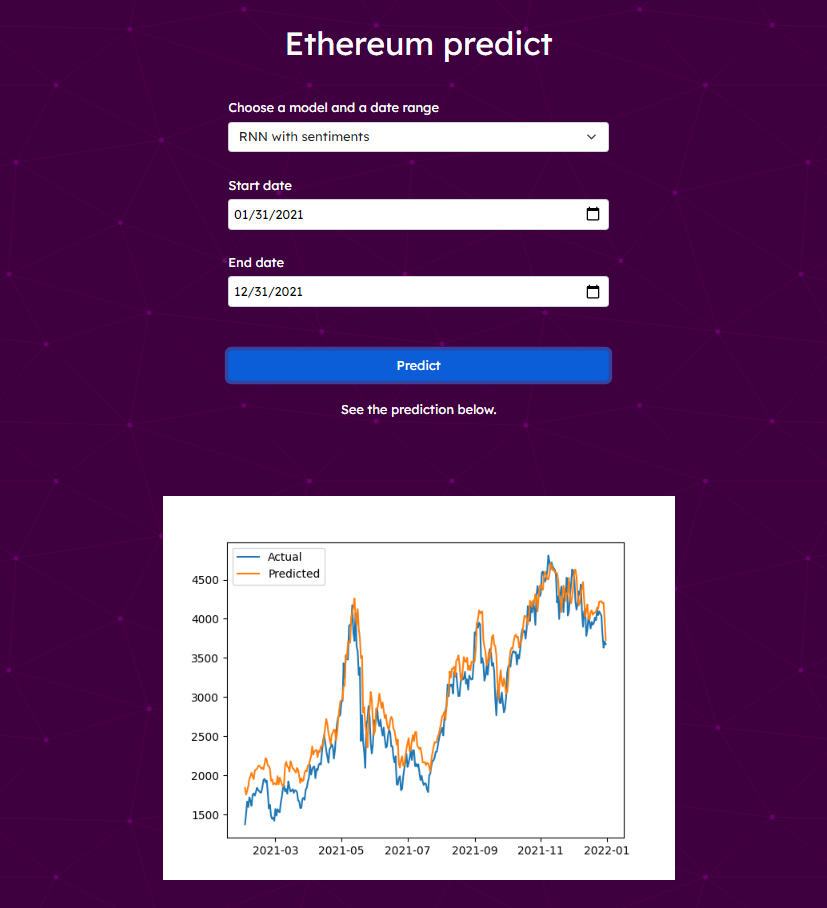 Ethereum predict
Choose a model and a date range
RNN with sentiments
Start date
01/31/2021
End date
12/31/2021
Predict
See the prediction below.
Actual
Predicted
4500
4000
3500
3000
2500
2000
1500
2021-03 2021-05 2021-07 2021-09 2021-11 2022-01